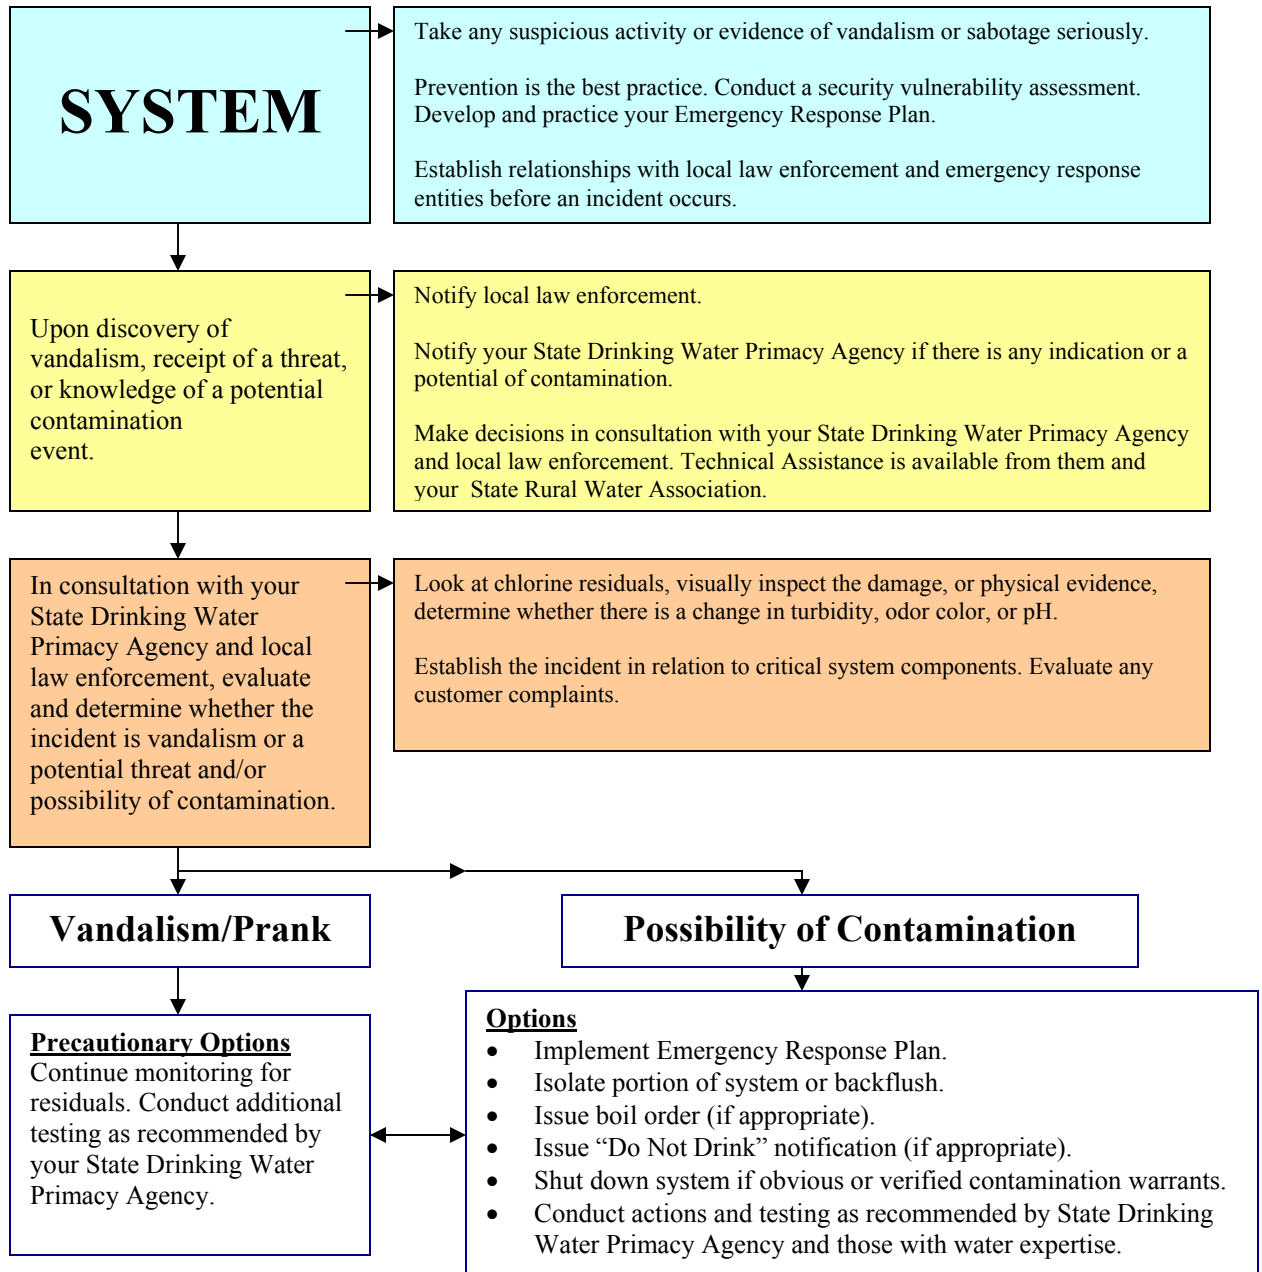 SYSTEM
Take any suspicious activity or evidence of vandalism or sabotage seriously.
Prevention is the best practice. Conduct a security vulnerability assessment.
Develop and practice your Emergency Response Plan.
Establish relationships with local law enforcement and emergency response
entities before an incident occurs.
Upon discovery of
vandalism, receipt of a threat,
or knowledge of a potential
contamination
event.
Notify local law enforcement.
Notify your State Drinking Water Primacy Agency if there is any indication or a
potential of contamination.
Make decisions in consultation with your State Drinking Water Primacy Agency
and local law enforcement. Technical Assistance is available from them and
your State Rural Water Association.
In consultation with your
State Drinking Water
Primacy Agency and local
law enforcement, evaluate
and determine whether the
incident is vandalism or a
potential threat and/or
possibility of contamination.
Look at chlorine residuals, visually inspect the damage, or physical evidence,
determine whether there is a change in turbidity, odor color, or pH.
Establish the incident in relation to critical system components. Evaluate any
customer complaints.
Vandalism/Prank
Possibility of Contamination
Precautionary Options
Continue monitoring for
residuals. Conduct additional
testing as recommended by
your State Drinking Water
Primacy Agency.
Options
• Implement Emergency Response Plan.
• Isolate portion of system or backflush.
• Issue boil order (if appropriate).
• Issue “Do Not Drink” notification (if appropriate).
• Shut down system if obvious or verified contamination warrants.
• Conduct actions and testing as recommended by State Drinking
Water Primacy Agency and those with water expertise.